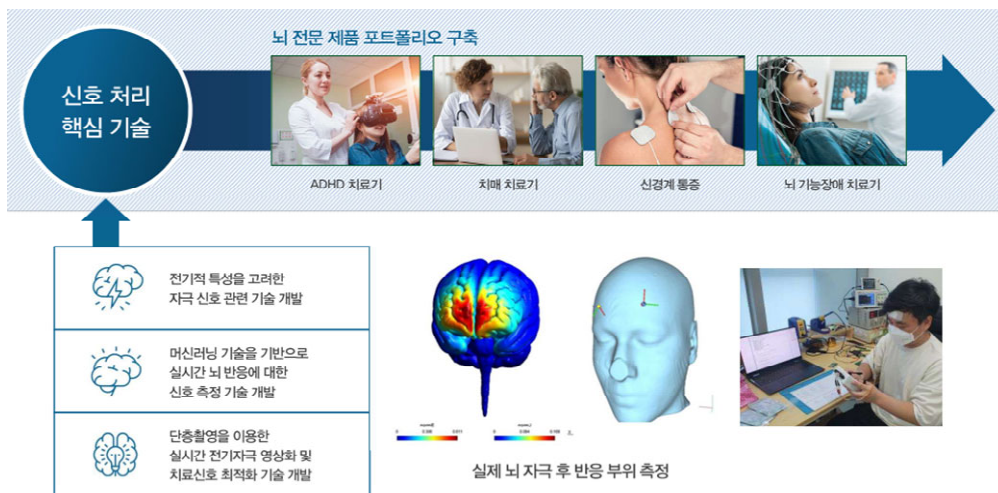 뇌 전문 제품 포트폴리오 구축
신호 처리
핵심 기술
ADHD 치료기
치매 치료기
신경계 통증
뇌 기능장애 치료기
전기적 특성을 고려한
자극 신호 관련 기술 개발
머신러닝 기술을 기반으로
실시간 뇌 반응에 대한
신호 측정 기술 개발
단층촬영을 이용한
실시간 전기자극 영상화 및
치료신호 최적화 기술 개발
실제 뇌 자극 후 반응 부위 측정